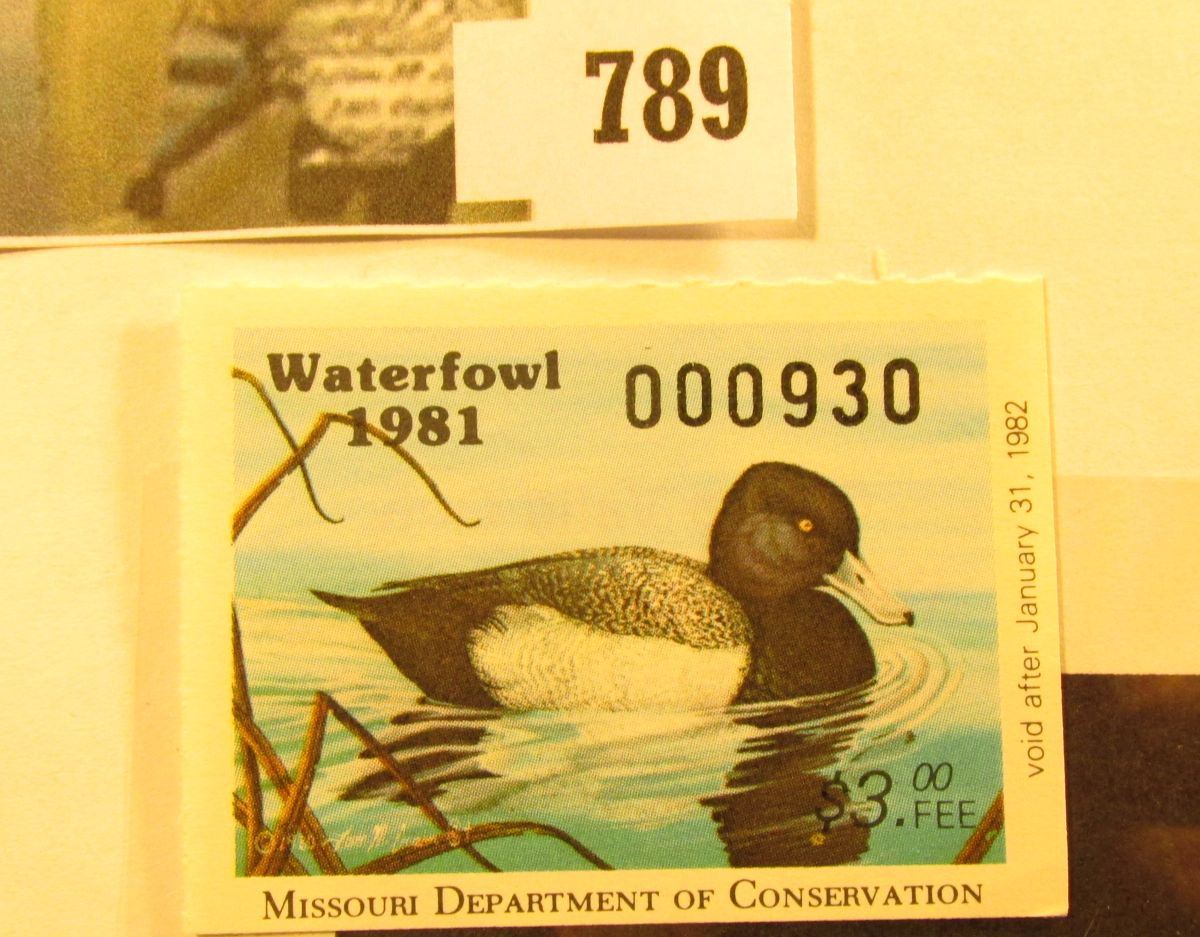 789
Waterfowl
1981
000930
void after January 31, 1982
$3.00 FEE
MISSOURI DEPARTMENT OF CONSERVATION